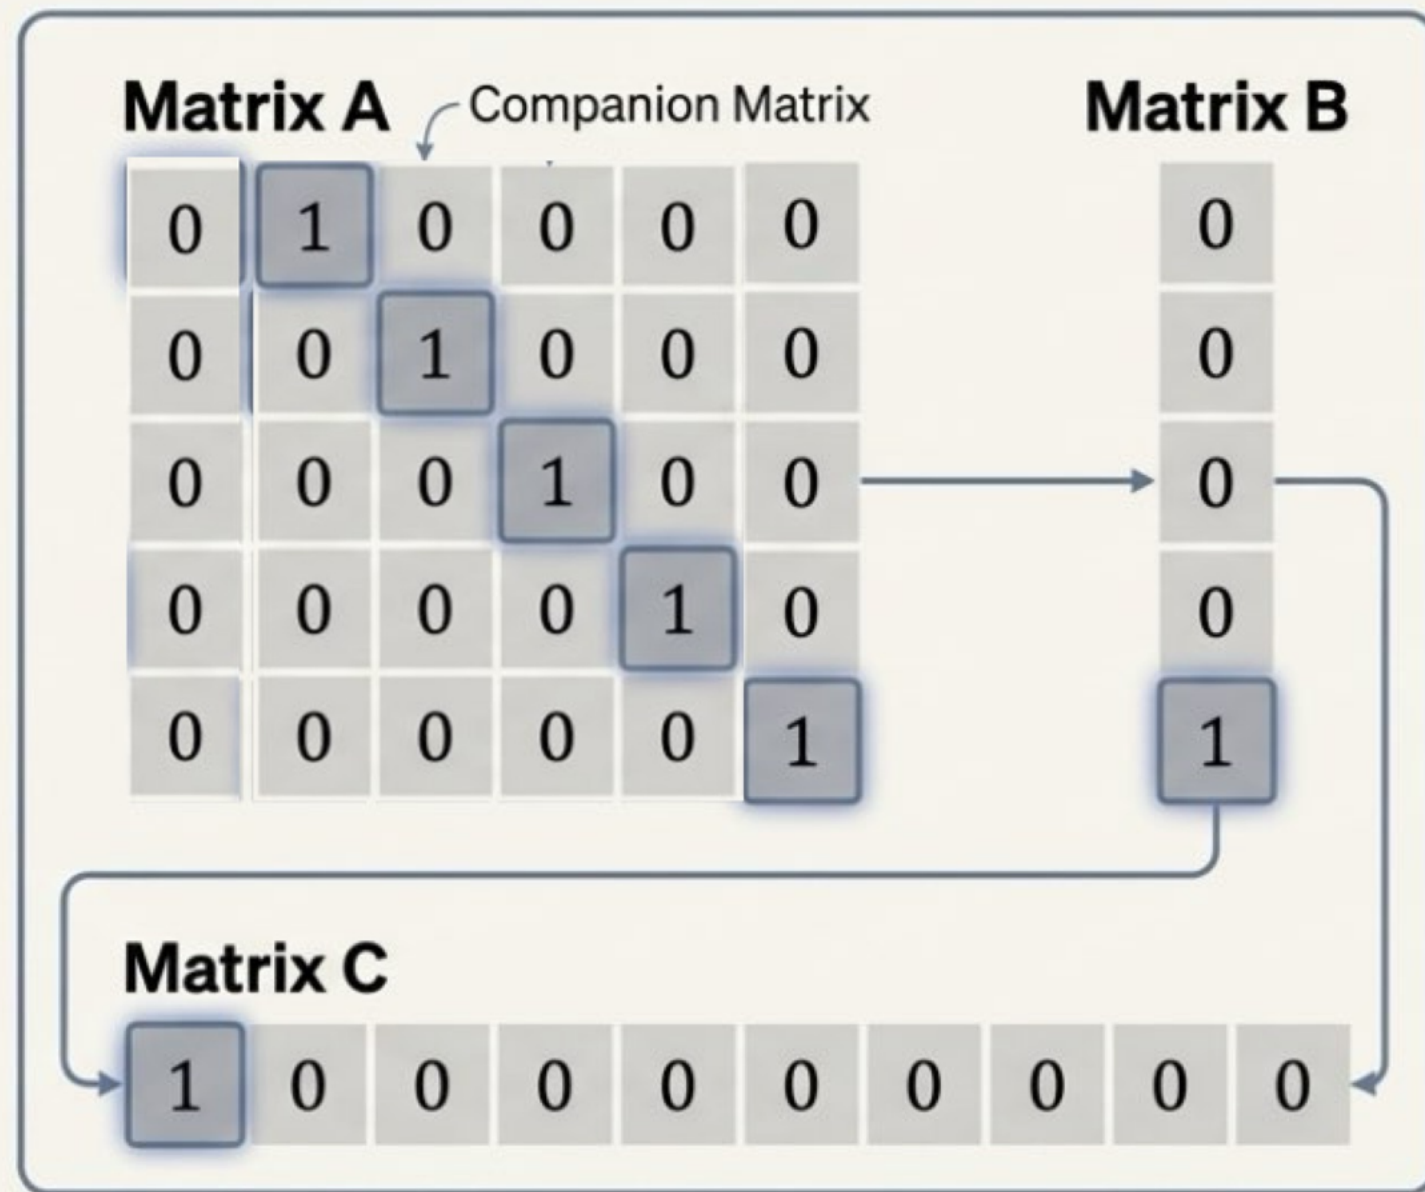 Matrix A
Companion Matrix
Matrix B
0 1 0 0 0 0
0
0 0 1 0 0 0
0
0 0 0 1 0 0
0
0 0 0 0 1 0
0
0 0 0 0 0 1
1
Matrix C
1 0 0 0 0 0 0 0 0 0